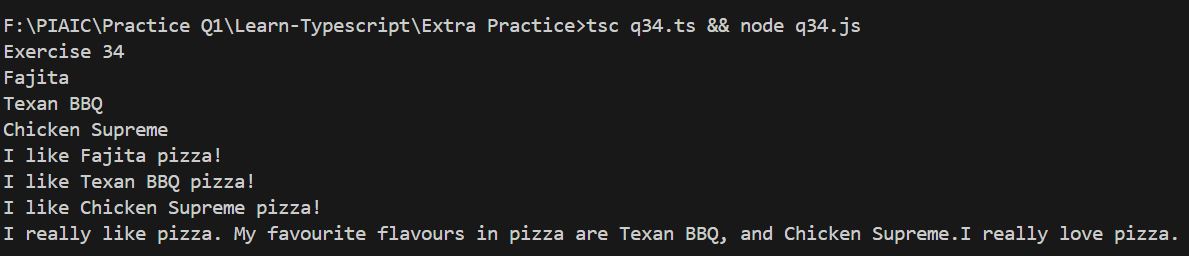 F:\PIAIC\Practice Q1\Learn-Typescript\Extra Practice>tsc q34.ts && node q34.js
Exercise 34
Fajita
Texan BBQ
Chicken Supreme
I like Fajita pizza!
I like Texan BBQ pizza!
I like Chicken Supreme pizza!
I really like pizza. My favourite flavours in pizza are Texan BBQ, and Chicken Supreme.I really love pizza.